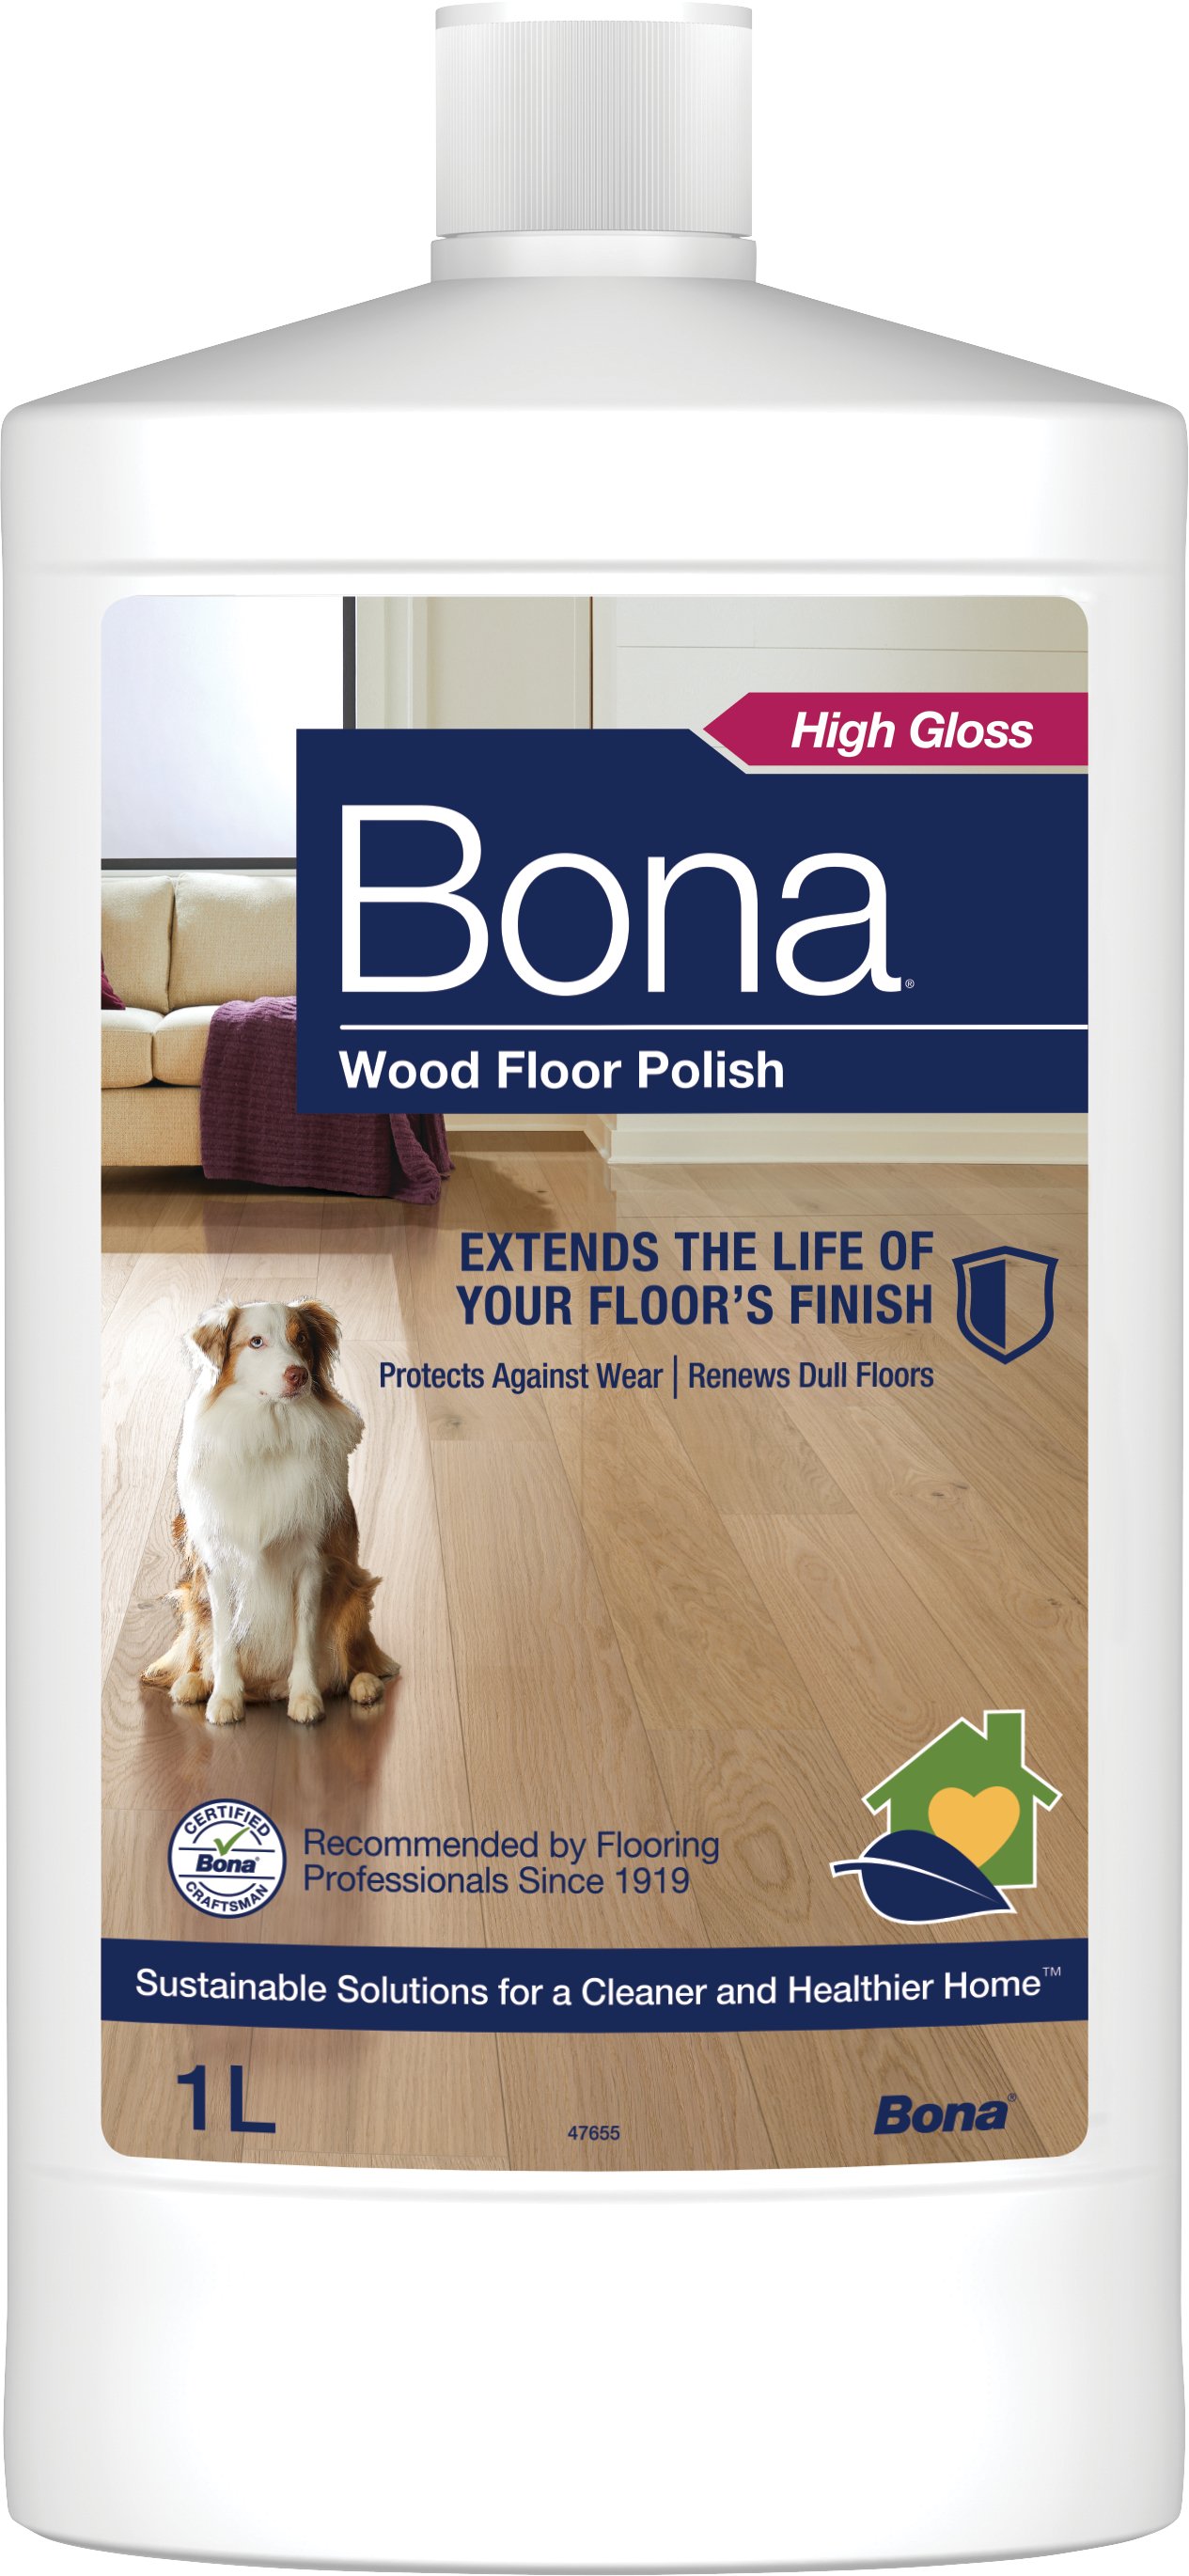 High Gloss
Bona®
Wood Floor Polish
EXTENDS THE LIFE OF
YOUR FLOOR'S FINISH
Protects Against Wear | Renews Dull Floors
CERTIFIED
Bona®
CRAFTSMAN
Recommended by Flooring
Professionals Since 1919
Sustainable Solutions for a Cleaner and Healthier Home™
1L
47655
Bona®